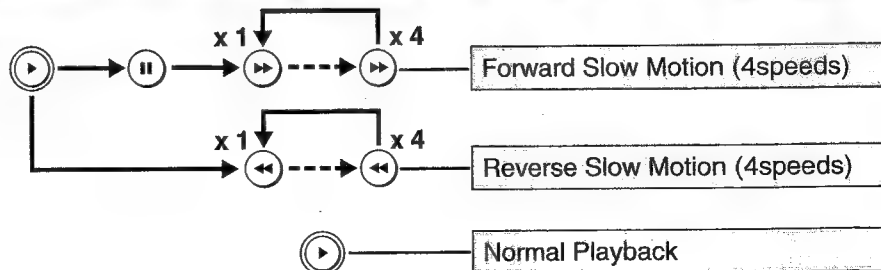 x 1 x 4
Forward Slow Motion (4speeds)
x 1 x 4
Reverse Slow Motion (4speeds)
Normal Playback